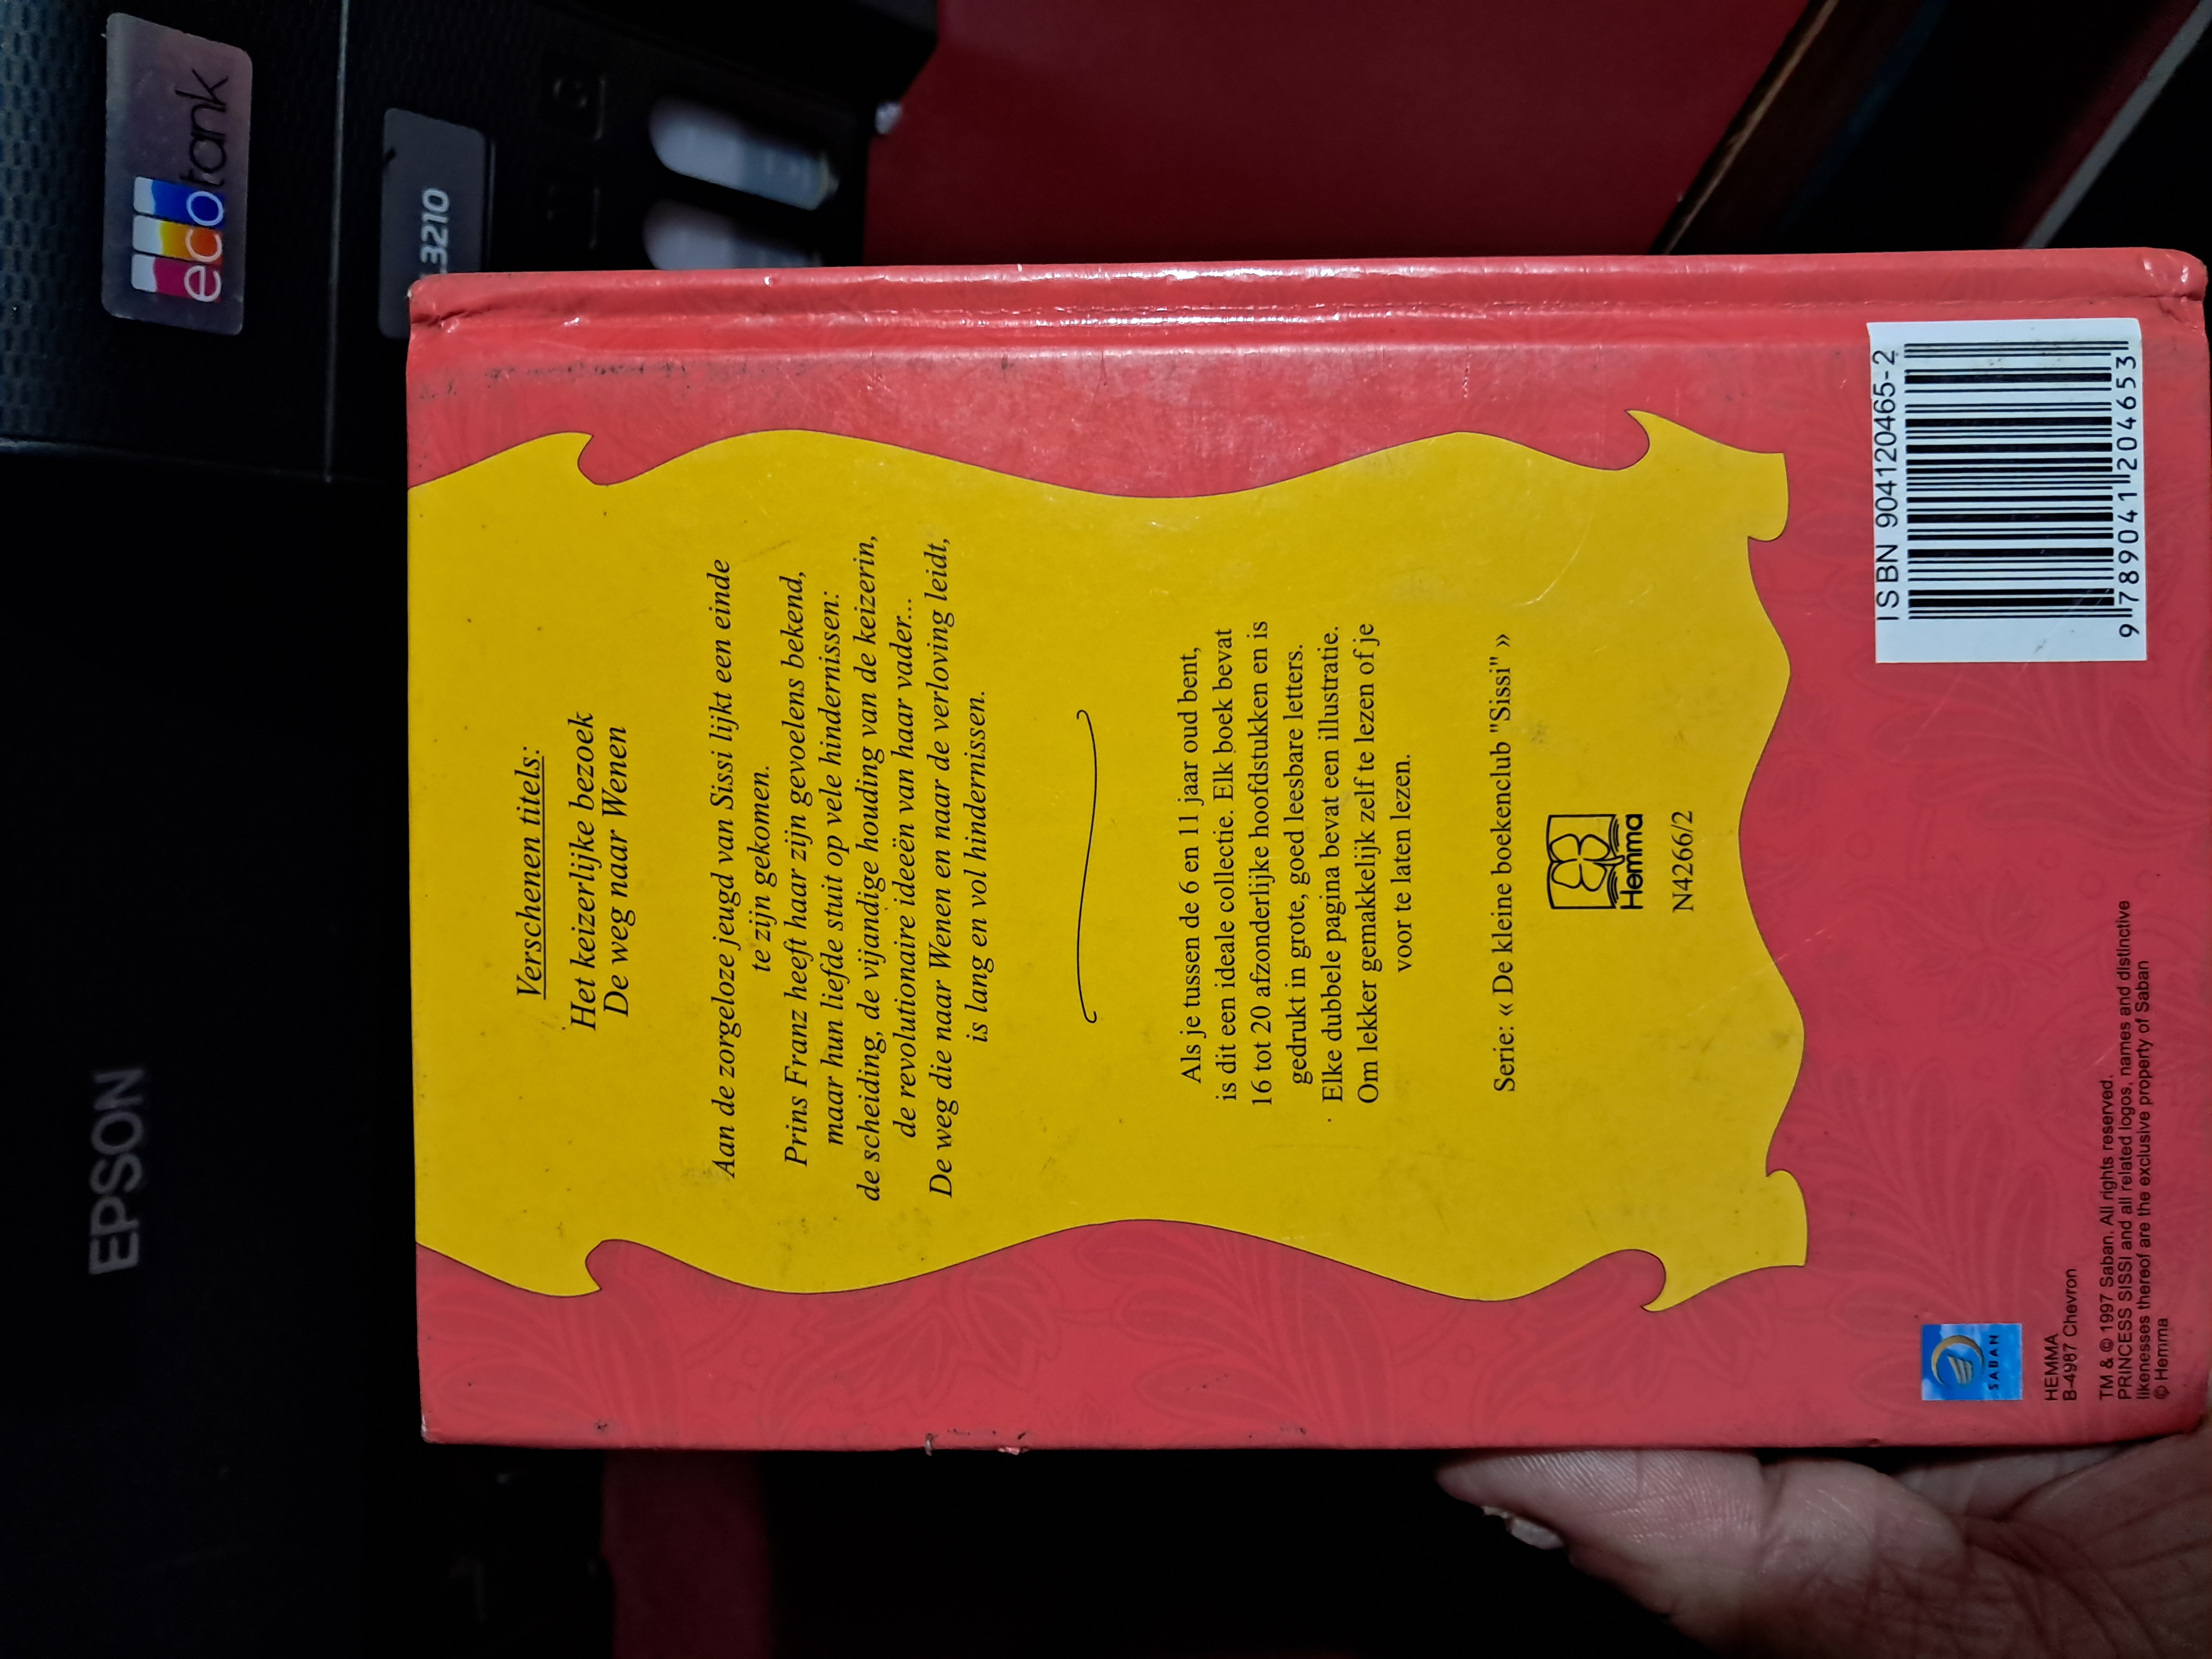 EPSON
ecotank
L3210
Verschenen titels:
Het keizerlijke bezoek
De weg naar Wenen
Aan de zorgeloze jeugd van Sissi lijkt een einde
te zijn gekomen.
Prins Franz heeft haar zijn gevoelens bekend,
maar hun liefde stuit op vele hindernissen:
de scheiding, de vijandige houding van de keizerin,
de revolutionaire ideeën van haar vader...
De weg die naar Wenen en naar de verloving leidt,
is lang en vol hindernissen.
Als je tussen de 6 en 11 jaar oud bent,
is dit een ideale collectie. Elk boek bevat
16 tot 20 afzonderlijke hoofdstukken en is
gedrukt in grote, goed leesbare letters.
Elke dubbele pagina bevat een illustratie.
Om lekker gemakkelijk zelf te lezen of je
voor te laten lezen.
Serie: « De kleine boekenclub "Sissi" »
Hemma
N4266/2
SABAN
HEMMA
B-4987 Chevron
TM & © 1997 Saban. All rights reserved.
PRINCESS SISSI and all related logos, names and distinctive
likenesses thereof are the exclusive property of Saban
© Hemma
ISBN 904120465-2
9 789041 204653